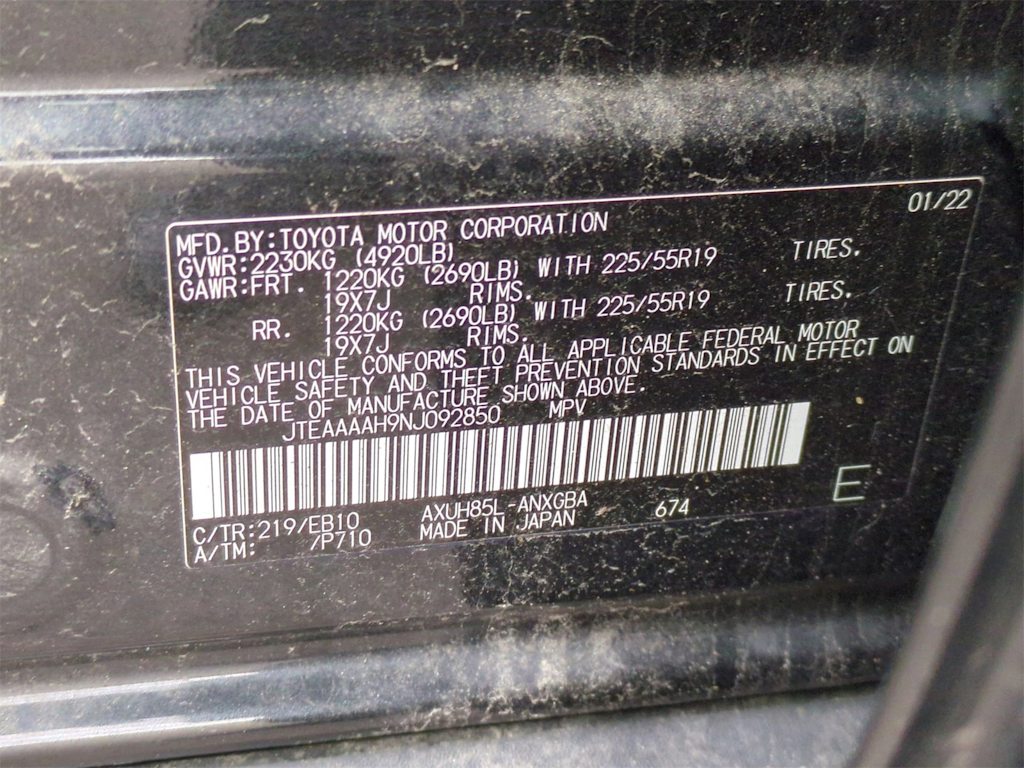 01/22
MFD.BY:TOYOTA MOTOR CORPORATION
GVWR:2230KG (4920LB)
GAWR:FRT. 1220KG (2690LB) WITH 225/55R19 TIRES.
19X7J RIMS.
RR. 1220KG (2690LB) WITH 225/55R19 TIRES.
19X7J RIMS.
THIS VEHICLE CONFORMS TO ALL APPLICABLE FEDERAL MOTOR
VEHICLE SAFETY AND THEFT PREVENTION STANDARDS IN EFFECT ON
THE DATE OF MANUFACTURE SHOWN ABOVE.
JTEAAAAH9NJ092850 MPV
C/TR:219/EB10 AXUH85L-ANXGBA 674 E
A/TM: /P710 MADE IN JAPAN